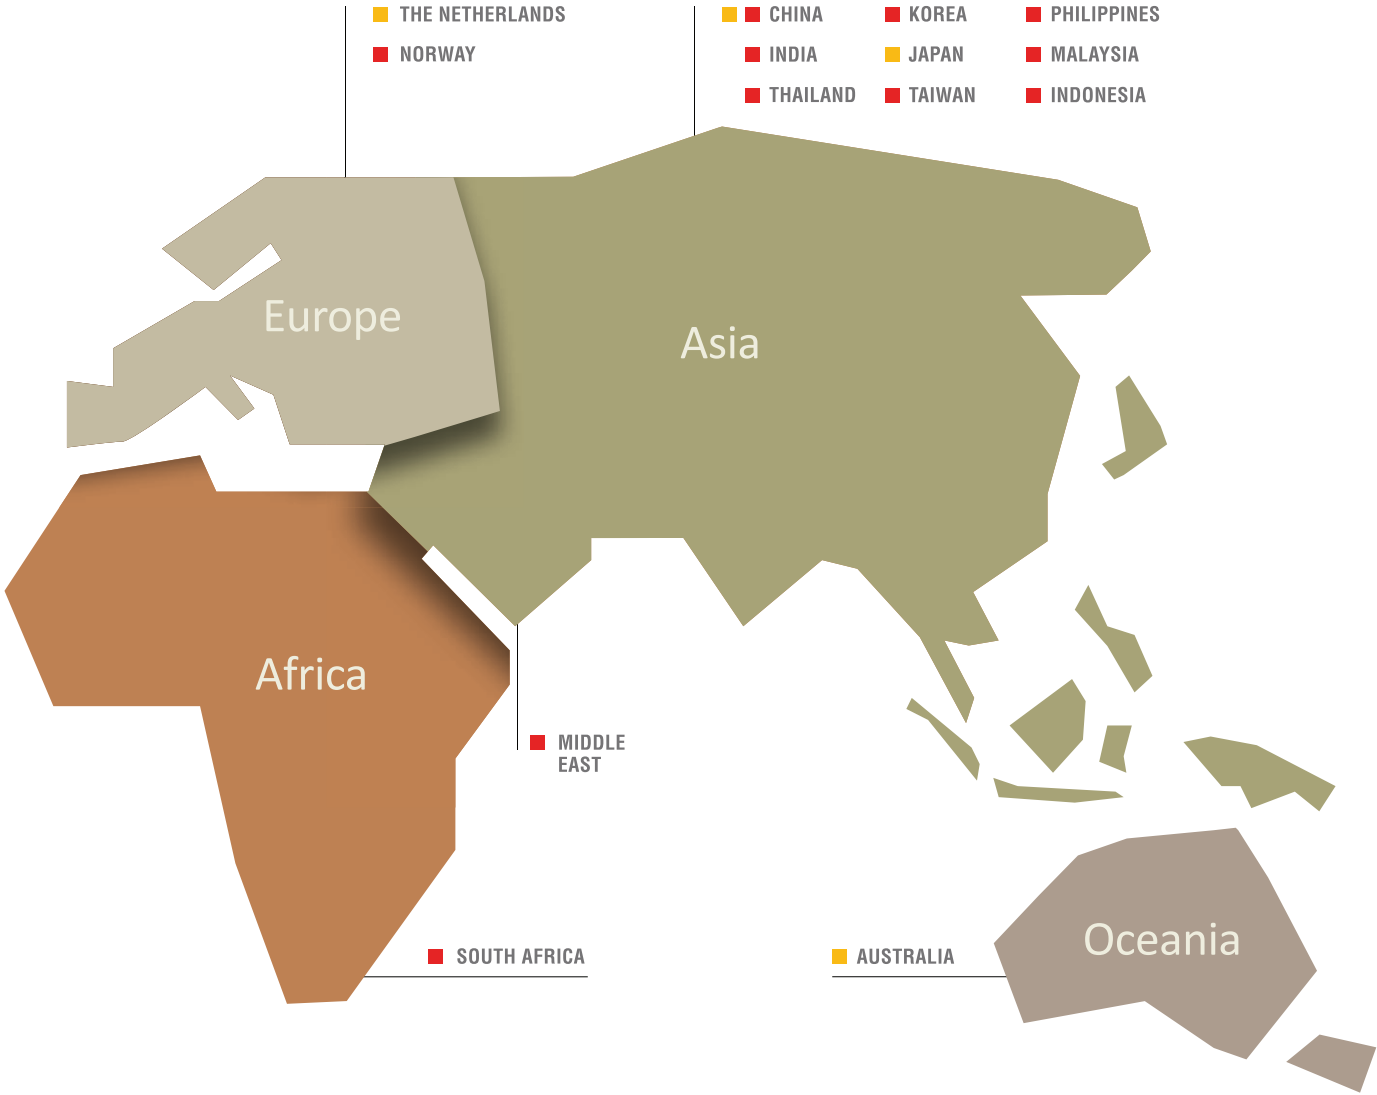 THE NETHERLANDS
NORWAY
CHINA
INDIA
THAILAND
KOREA
JAPAN
TAIWAN
PHILIPPINES
MALAYSIA
INDONESIA
Europe
Asia
Africa
MIDDLE
EAST
SOUTH AFRICA
AUSTRALIA
Oceania